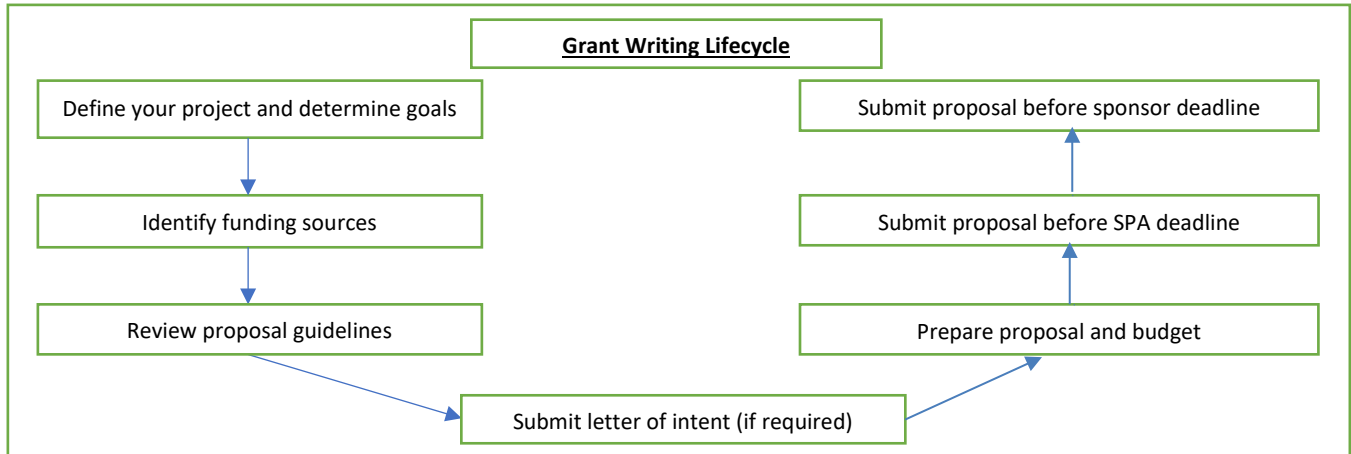 Grant Writing Lifecycle
Define your project and determine goals
Identify funding sources
Review proposal guidelines
Submit letter of intent (if required)
Prepare proposal and budget
Submit proposal before SPA deadline
Submit proposal before sponsor deadline